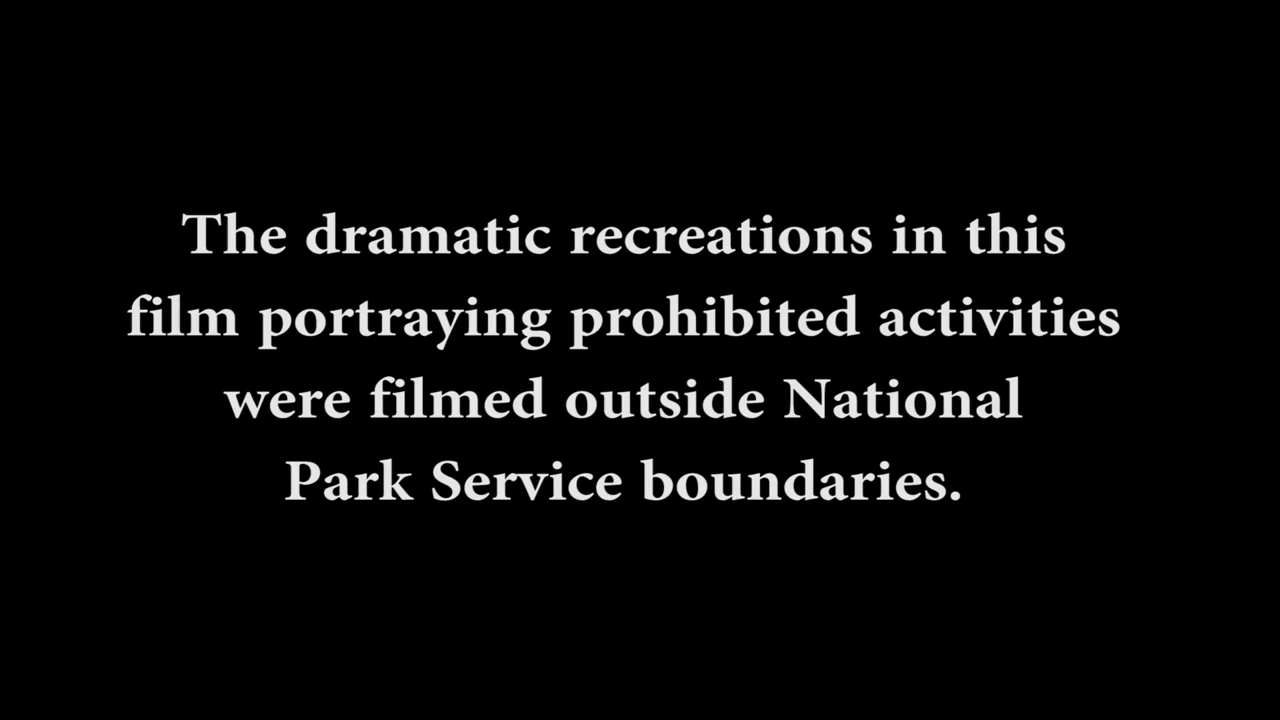 The dramatic recreations in this
film portraying prohibited activities
were filmed outside National
Park Service boundaries.